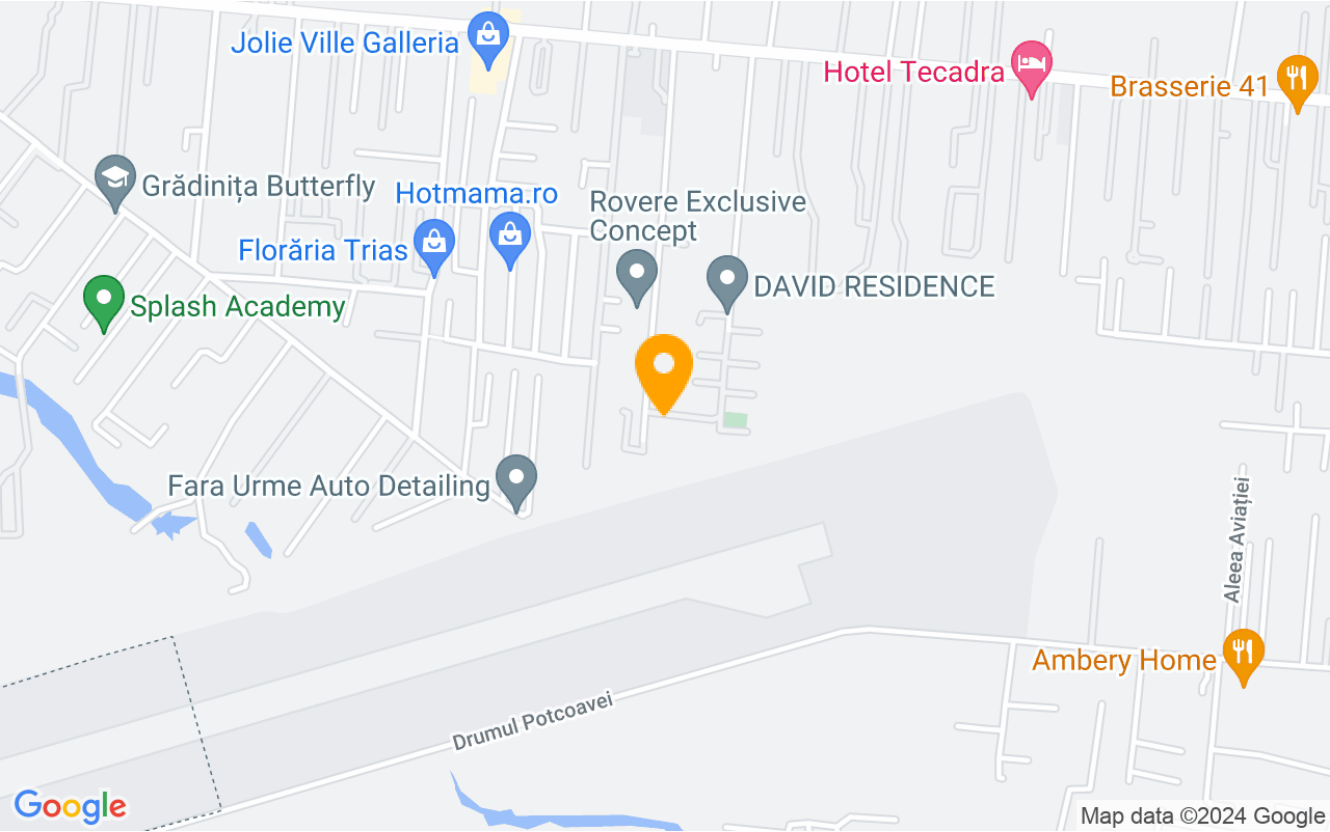 Jolie Ville Galleria
Hotel Tecadra
Brasserie 41
Grădinița Butterfly
Hotmama.ro
Rovere Exclusive
Concept
Florăria Trias
DAVID RESIDENCE
Splash Academy
Fara Urme Auto Detailing
Aleea Aviației
Ambery Home
Drumul Potcoavei
Google
Map data ©2024 Google